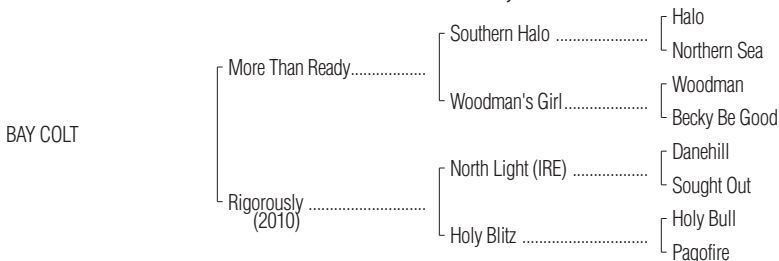 Halo
Southern Halo
Northern Sea
More Than Ready
Woodman
Woodman's Girl
Becky Be Good
BAY COLT
Danehill
North Light (IRE)
Sought Out
Rigorously
(2010)
Holy Bull
Holy Blitz
Pagofire